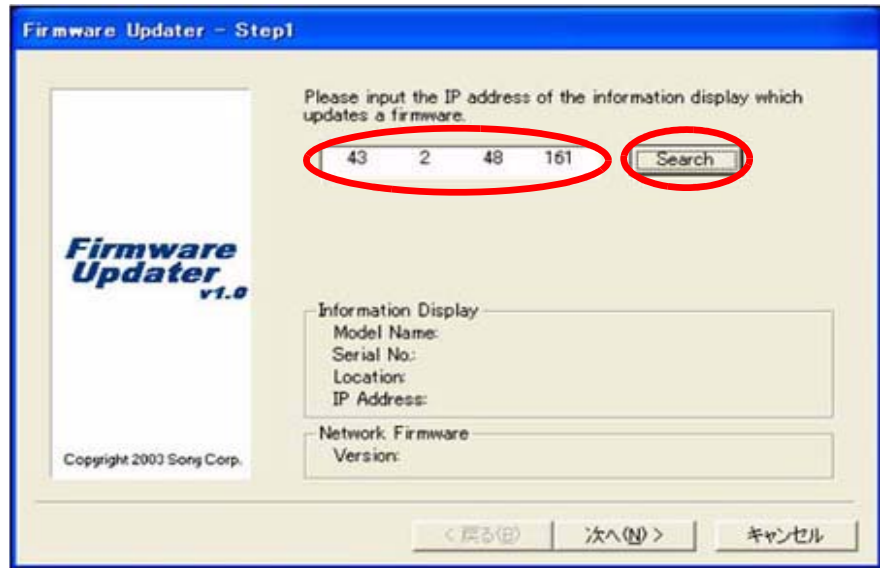 Firmware Updater - Step1
Please input the IP address of the information display which
updates a firmware.
43 2 48 161
Search
Firmware
Updater
v1.0
Information Display
Model Name:
Serial No.:
Location:
IP Address:
Network Firmware
Version:
Copyright 2003 Sony Corp.
< 戻る(B)
次へ(N) >
キャンセル